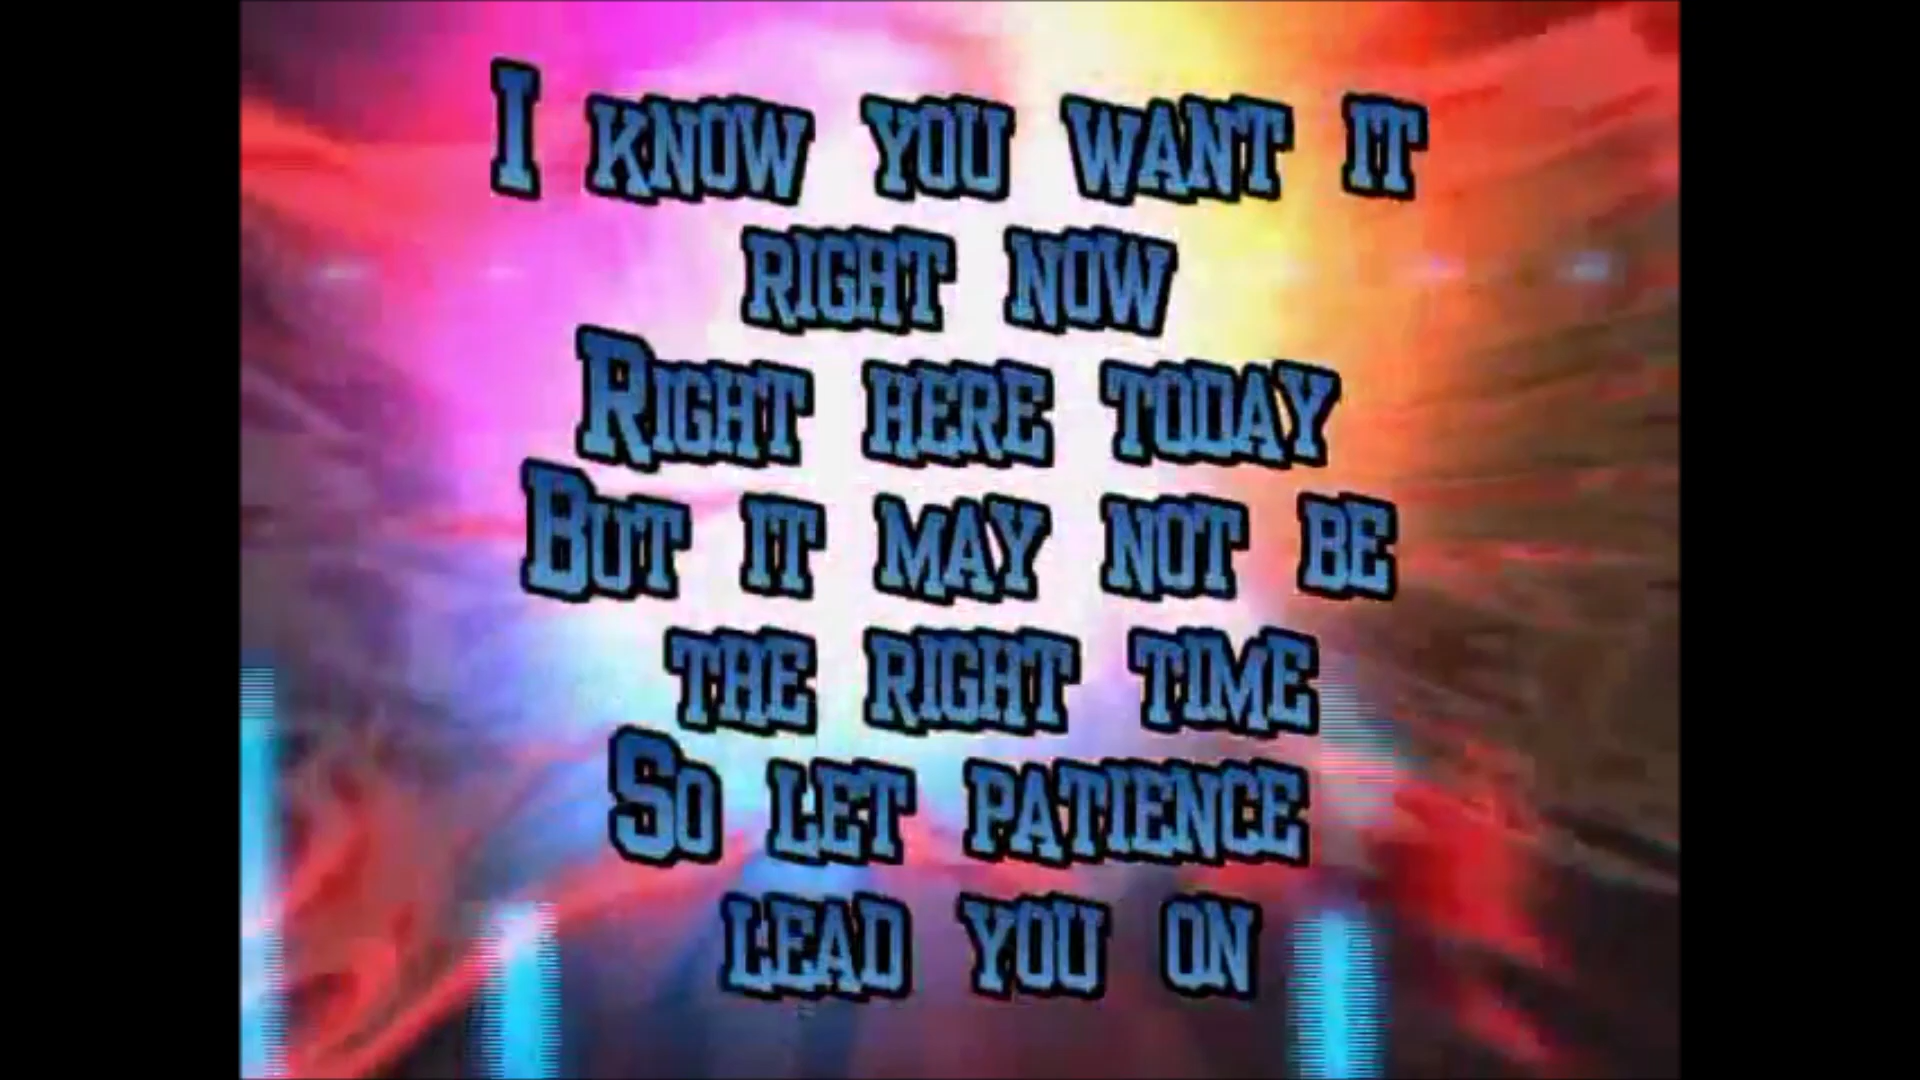 I know you want it
right now
Right here today
But it may not be
the right time
So let patience
lead you on